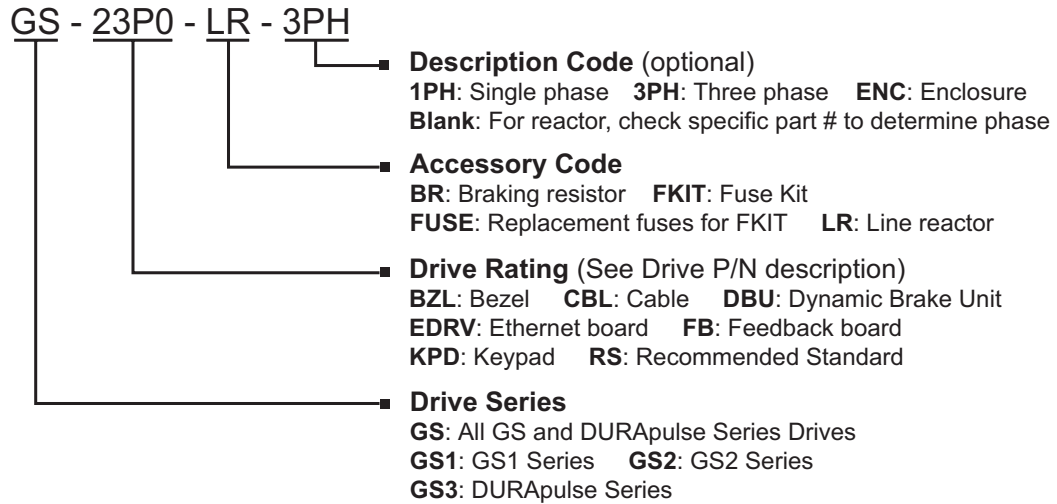 GS - 23P0 - LR - 3PH
Description Code (optional)
1PH: Single phase 3PH: Three phase ENC: Enclosure
Blank: For reactor, check specific part # to determine phase
Accessory Code
BR: Braking resistor FKIT: Fuse Kit
FUSE: Replacement fuses for FKIT LR: Line reactor
Drive Rating (See Drive P/N description)
BZL: Bezel CBL: Cable DBU: Dynamic Brake Unit
EDRV: Ethernet board FB: Feedback board
KPD: Keypad RS: Recommended Standard
Drive Series
GS: All GS and DURApulse Series Drives
GS1: GS1 Series GS2: GS2 Series
GS3: DURApulse Series